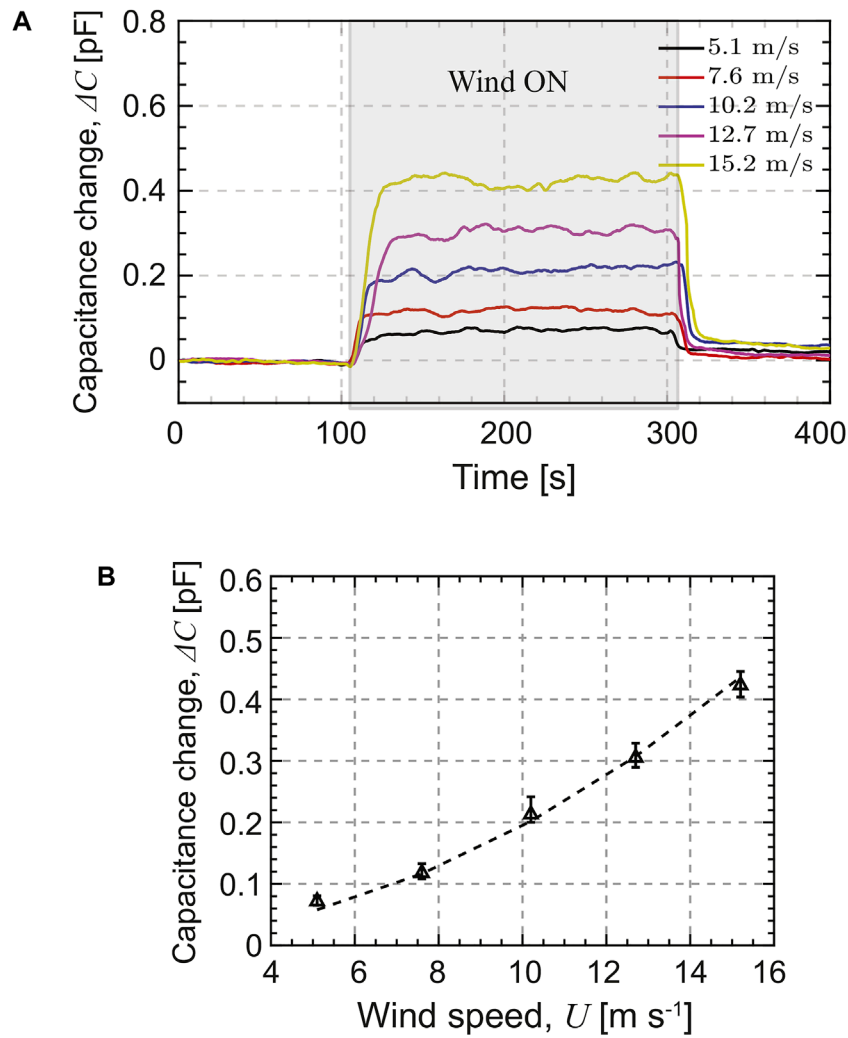 A
Capacitance change, ΔC [pF]
0.8
0.6
0.4
0.2
0
Wind ON
5.1 m/s
7.6 m/s
10.2 m/s
12.7 m/s
15.2 m/s
0 100 200 300 400
Time [s]
B
Capacitance change, ΔC [pF]
0.6
0.5
0.4
0.3
0.2
0.1
0
4 6 8 10 12 14 16
Wind speed, U [m s⁻¹]